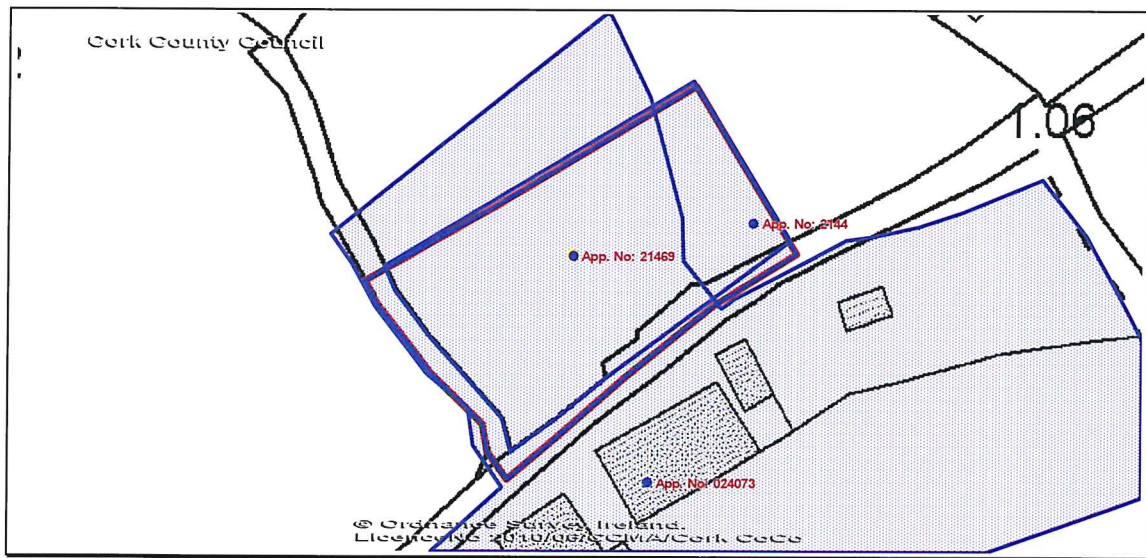 Cork County Council
1.06
App. No: 2144
App. No: 21469
App. No: 024073
© Ordnance Survey Ireland.